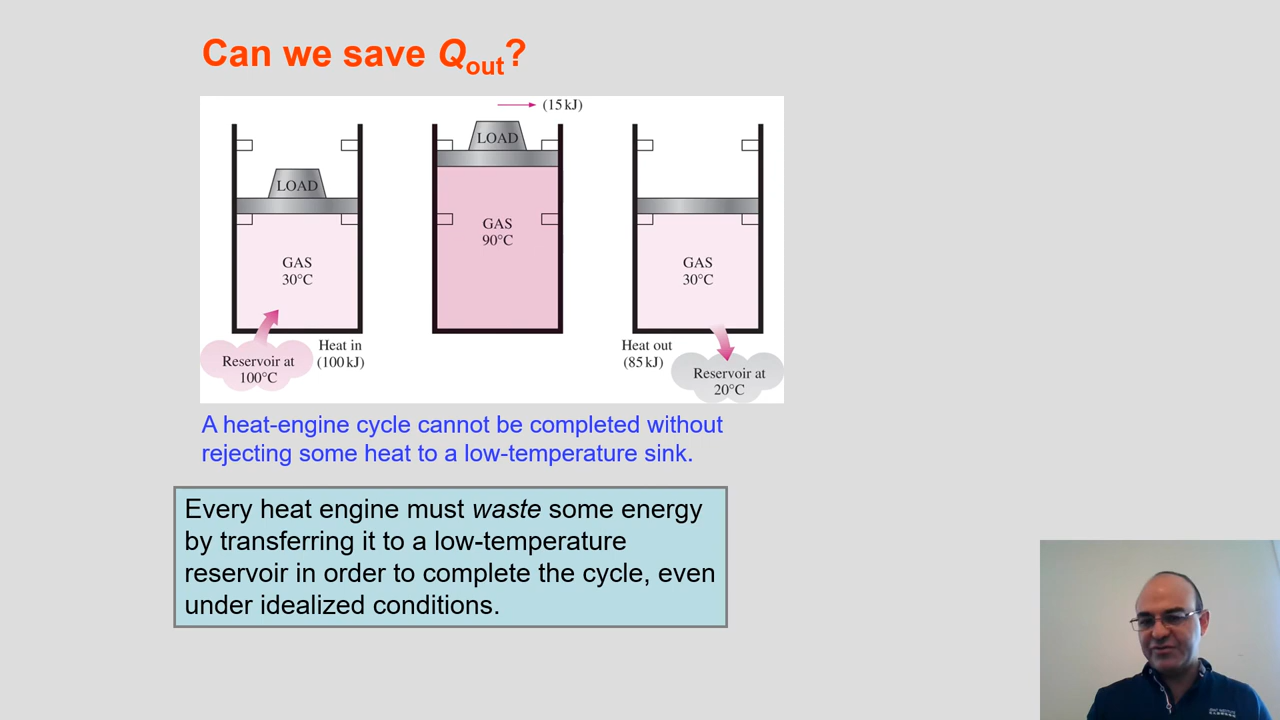 Can we save Qout?
(15 kJ)
LOAD
LOAD
GAS
30°C
GAS
90°C
GAS
30°C
Heat in
(100 kJ)
Reservoir at
100°C
Heat out
(85 kJ)
Reservoir at
20°C
A heat-engine cycle cannot be completed without
rejecting some heat to a low-temperature sink.
Every heat engine must waste some energy
by transferring it to a low-temperature
reservoir in order to complete the cycle, even
under idealized conditions.